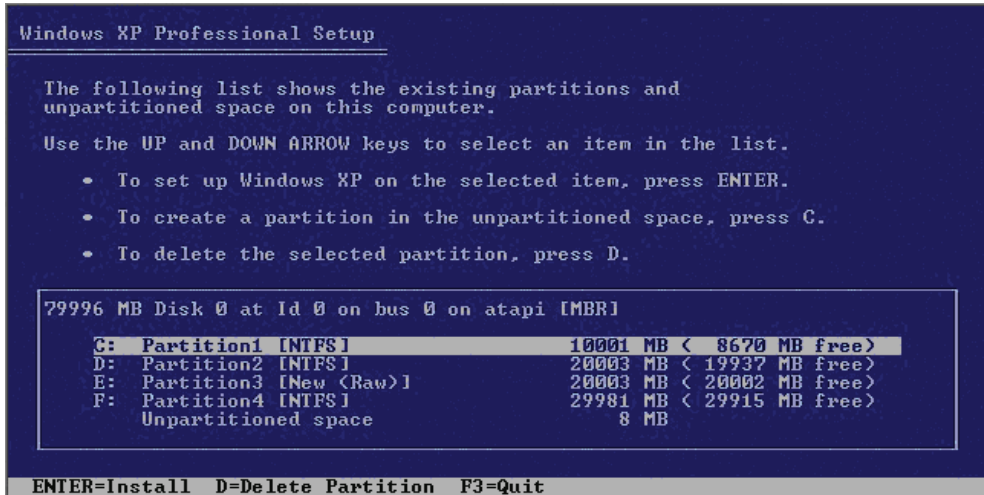 Windows XP Professional Setup
The following list shows the existing partitions and
unpartitioned space on this computer.
Use the UP and DOWN ARROW keys to select an item in the list.
• To set up Windows XP on the selected item, press ENTER.
• To create a partition in the unpartitioned space, press C.
• To delete the selected partition, press D.
79996 MB Disk 0 at Id 0 on bus 0 on atapi [MBR]
C: Partition1 [NTFS] 10001 MB ( 8670 MB free)
D: Partition2 [NTFS] 20003 MB ( 19937 MB free)
E: Partition3 [New (Raw)] 20003 MB ( 20002 MB free)
F: Partition4 [NTFS] 29981 MB ( 29915 MB free)
Unpartitioned space 8 MB
ENTER=Install D=Delete Partition F3=Quit